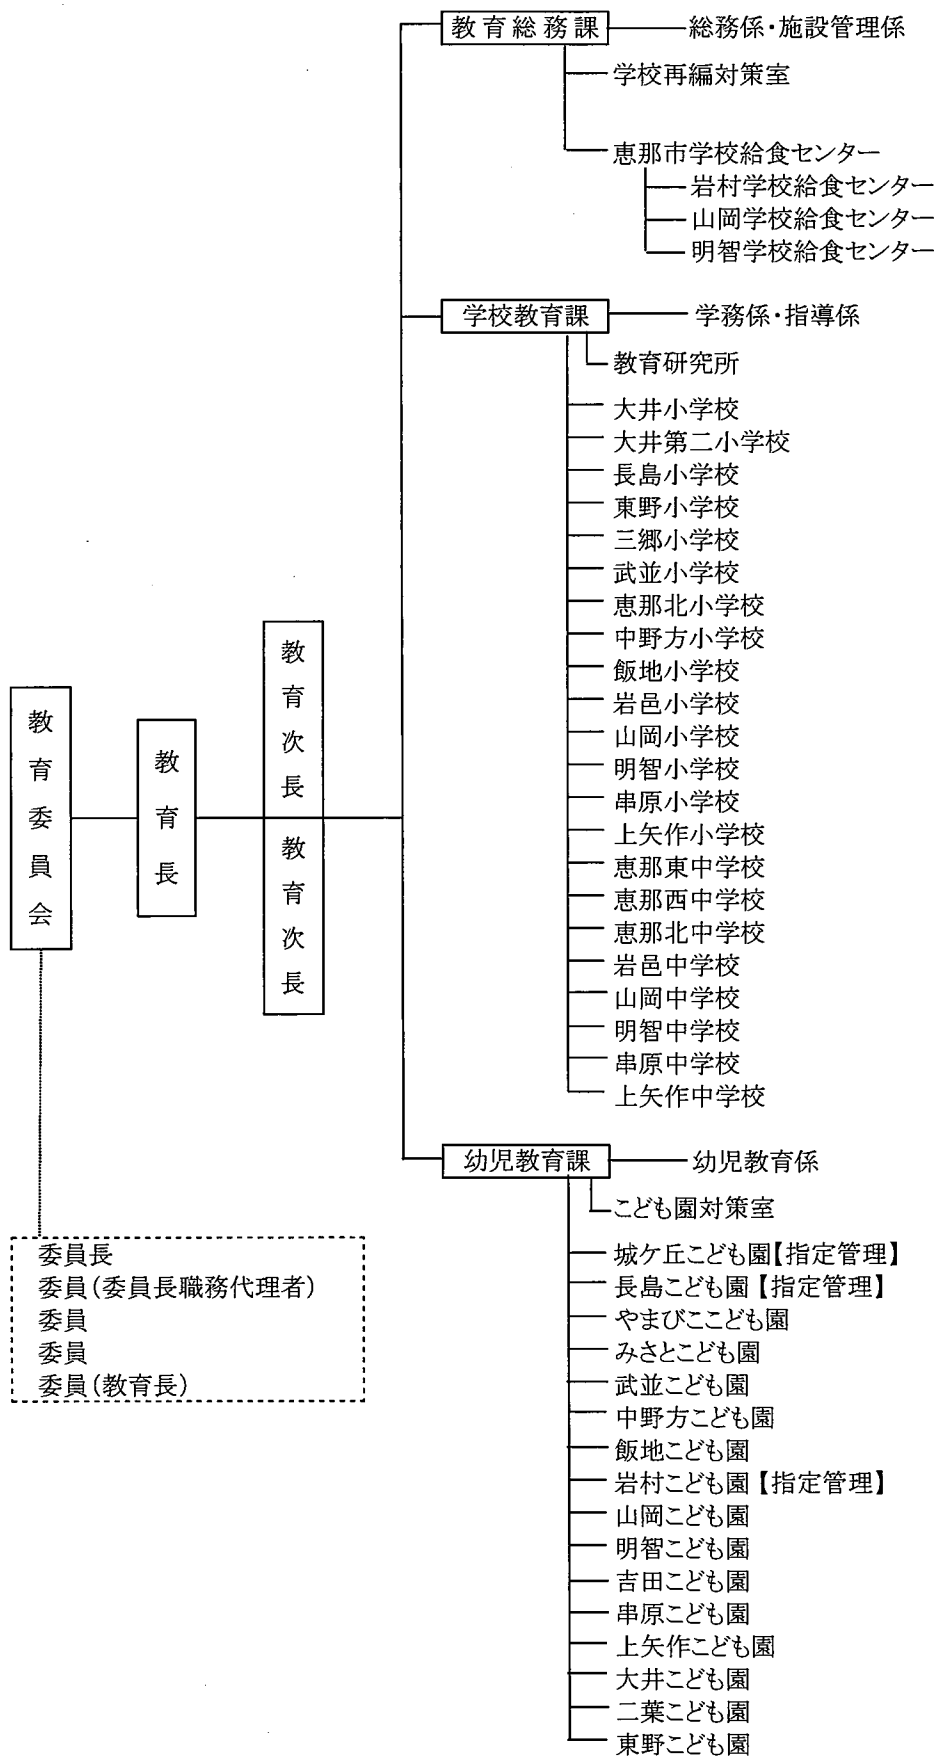 教育委員会
教育長
教育次長
教育次長
委員長
委員(委員長職務代理者)
委員
委員
委員(教育長)
教育総務課
総務係・施設管理係
学校再編対策室
恵那市学校給食センター
岩村学校給食センター
山岡学校給食センター
明智学校給食センター
学校教育課
学務係・指導係
教育研究所
大井小学校
大井第二小学校
長島小学校
東野小学校
三郷小学校
武並小学校
恵那北小学校
中野方小学校
飯地小学校
岩邑小学校
山岡小学校
明智小学校
串原小学校
上矢作小学校
恵那東中学校
恵那西中学校
恵那北中学校
岩邑中学校
山岡中学校
明智中学校
串原中学校
上矢作中学校
幼児教育課
幼児教育係
こども園対策室
城ケ丘こども園【指定管理】
長島こども園【指定管理】
やまびここども園
みさとこども園
武並こども園
中野方こども園
飯地こども園
岩村こども園【指定管理】
山岡こども園
明智こども園
吉田こども園
串原こども園
上矢作こども園
大井こども園
二葉こども園
東野こども園